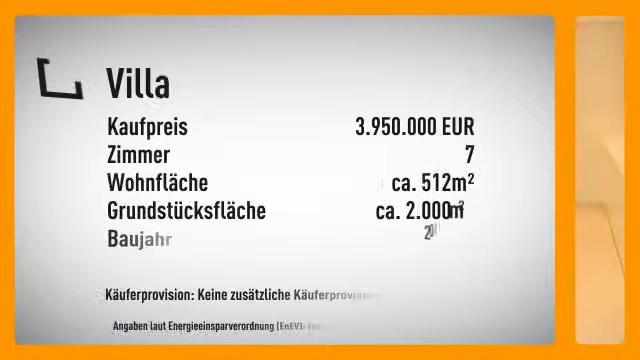 Villa
Kaufpreis 3.950.000 EUR
Zimmer 7
Wohnfläche ca. 512m²
Grundstücksfläche ca. 2.000m²
Baujahr
Käuferprovision: Keine zusätzliche Käuferprovision
Angaben laut Energieeinsparverordnung (EnEV):